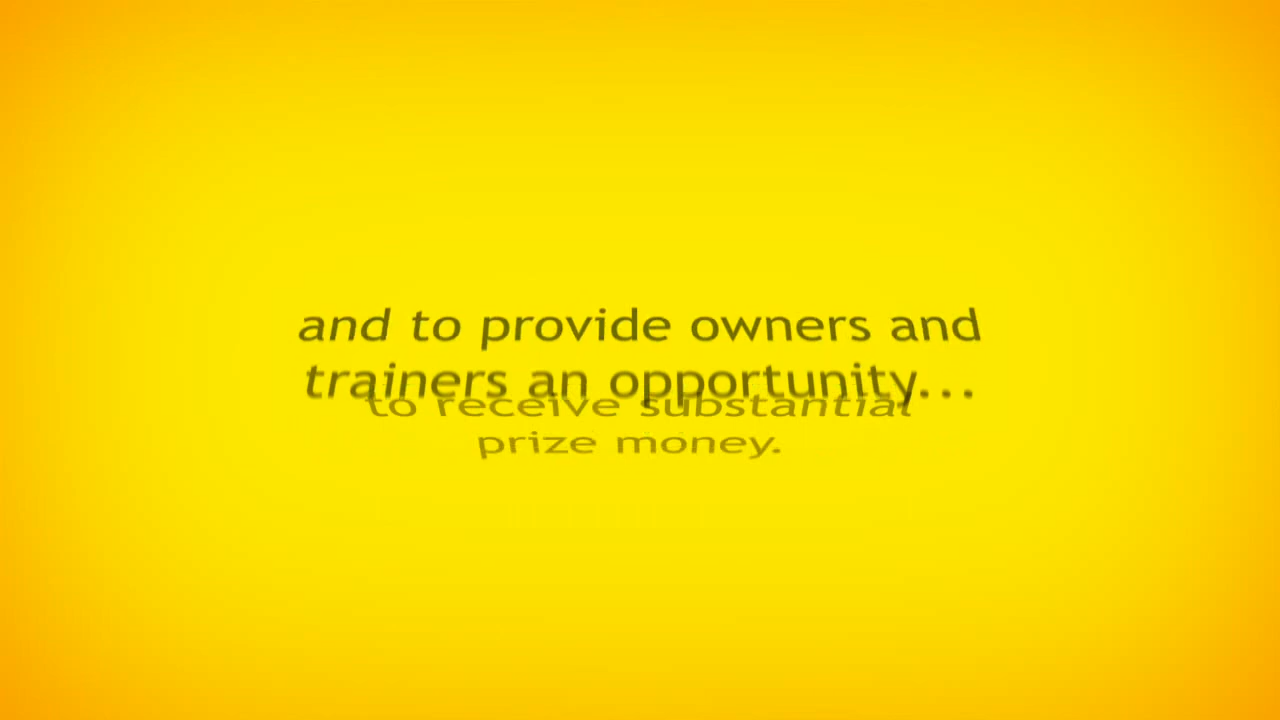 and to provide owners and
trainers an opportunity...
to receive substantial
prize money.